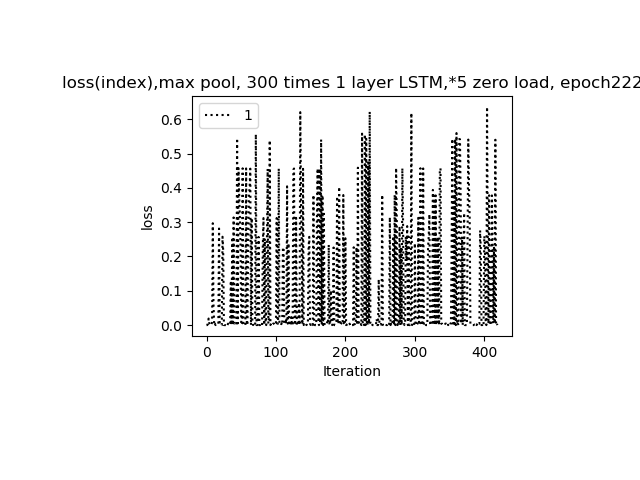 loss(index),max pool, 300 times 1 layer LSTM,*5 zero load, epoch222
1
0.6
0.5
0.4
0.3
0.2
0.1
0.0
loss
0 100 200 300 400
Iteration